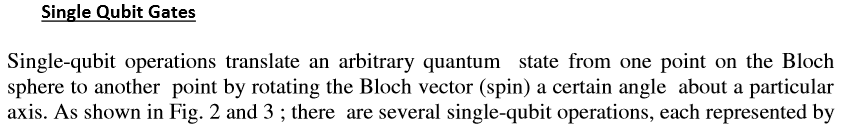 Single Qubit Gates
Single-qubit operations translate an arbitrary quantum state from one point on the Bloch
sphere to another point by rotating the Bloch vector (spin) a certain angle about a particular
axis. As shown in Fig. 2 and 3 ; there are several single-qubit operations, each represented by